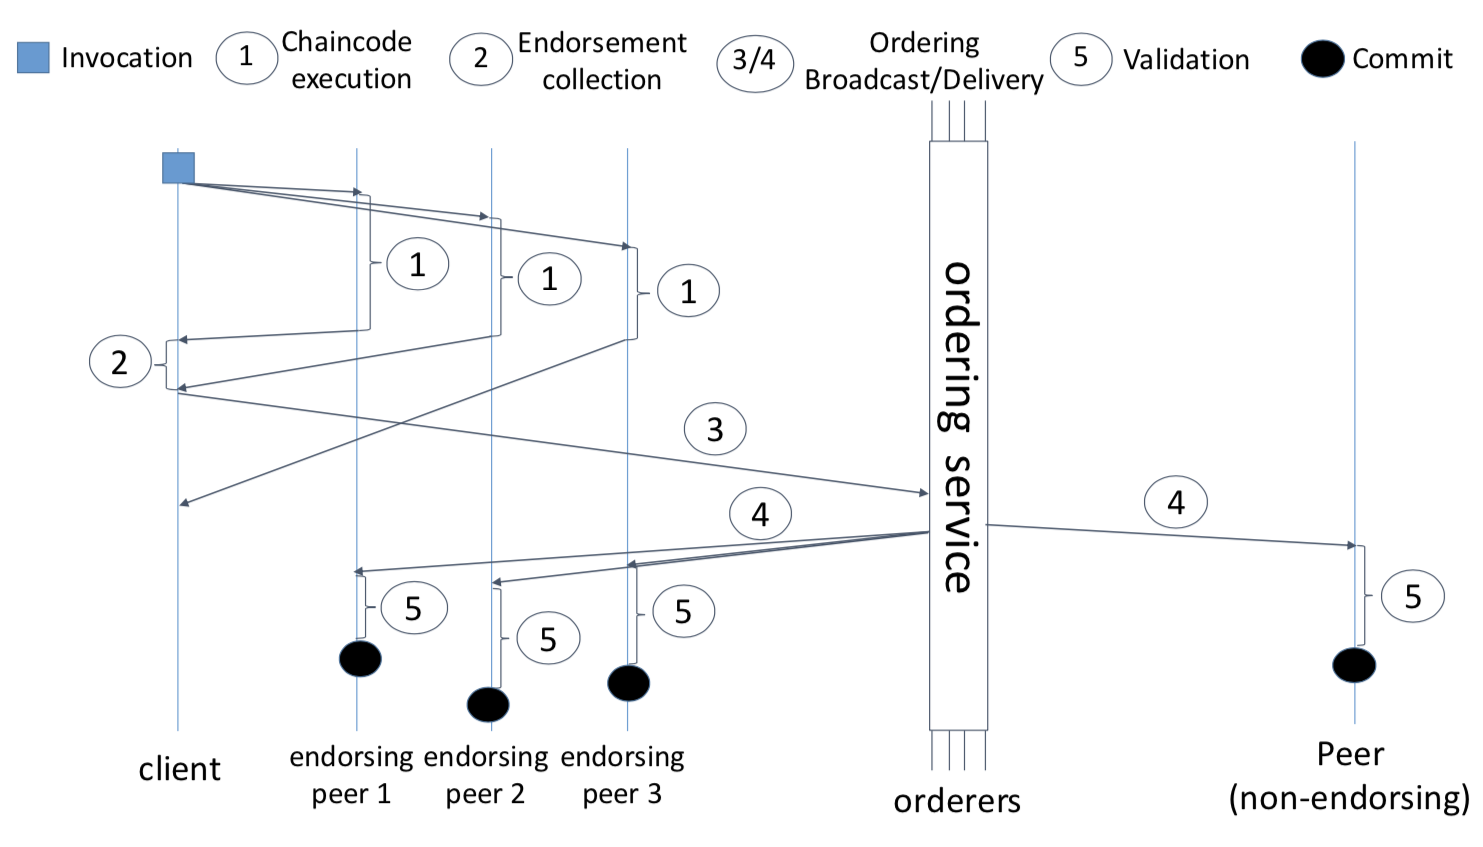 Invocation
1
Chaincode
execution
2
Endorsement
collection
3/4
Ordering
Broadcast/Delivery
5
Validation
Commit
1
1
1
2
3
4
4
5
5
5
5
ordering service
client
endorsing
peer 1
endorsing
peer 2
endorsing
peer 3
orderers
Peer
(non-endorsing)